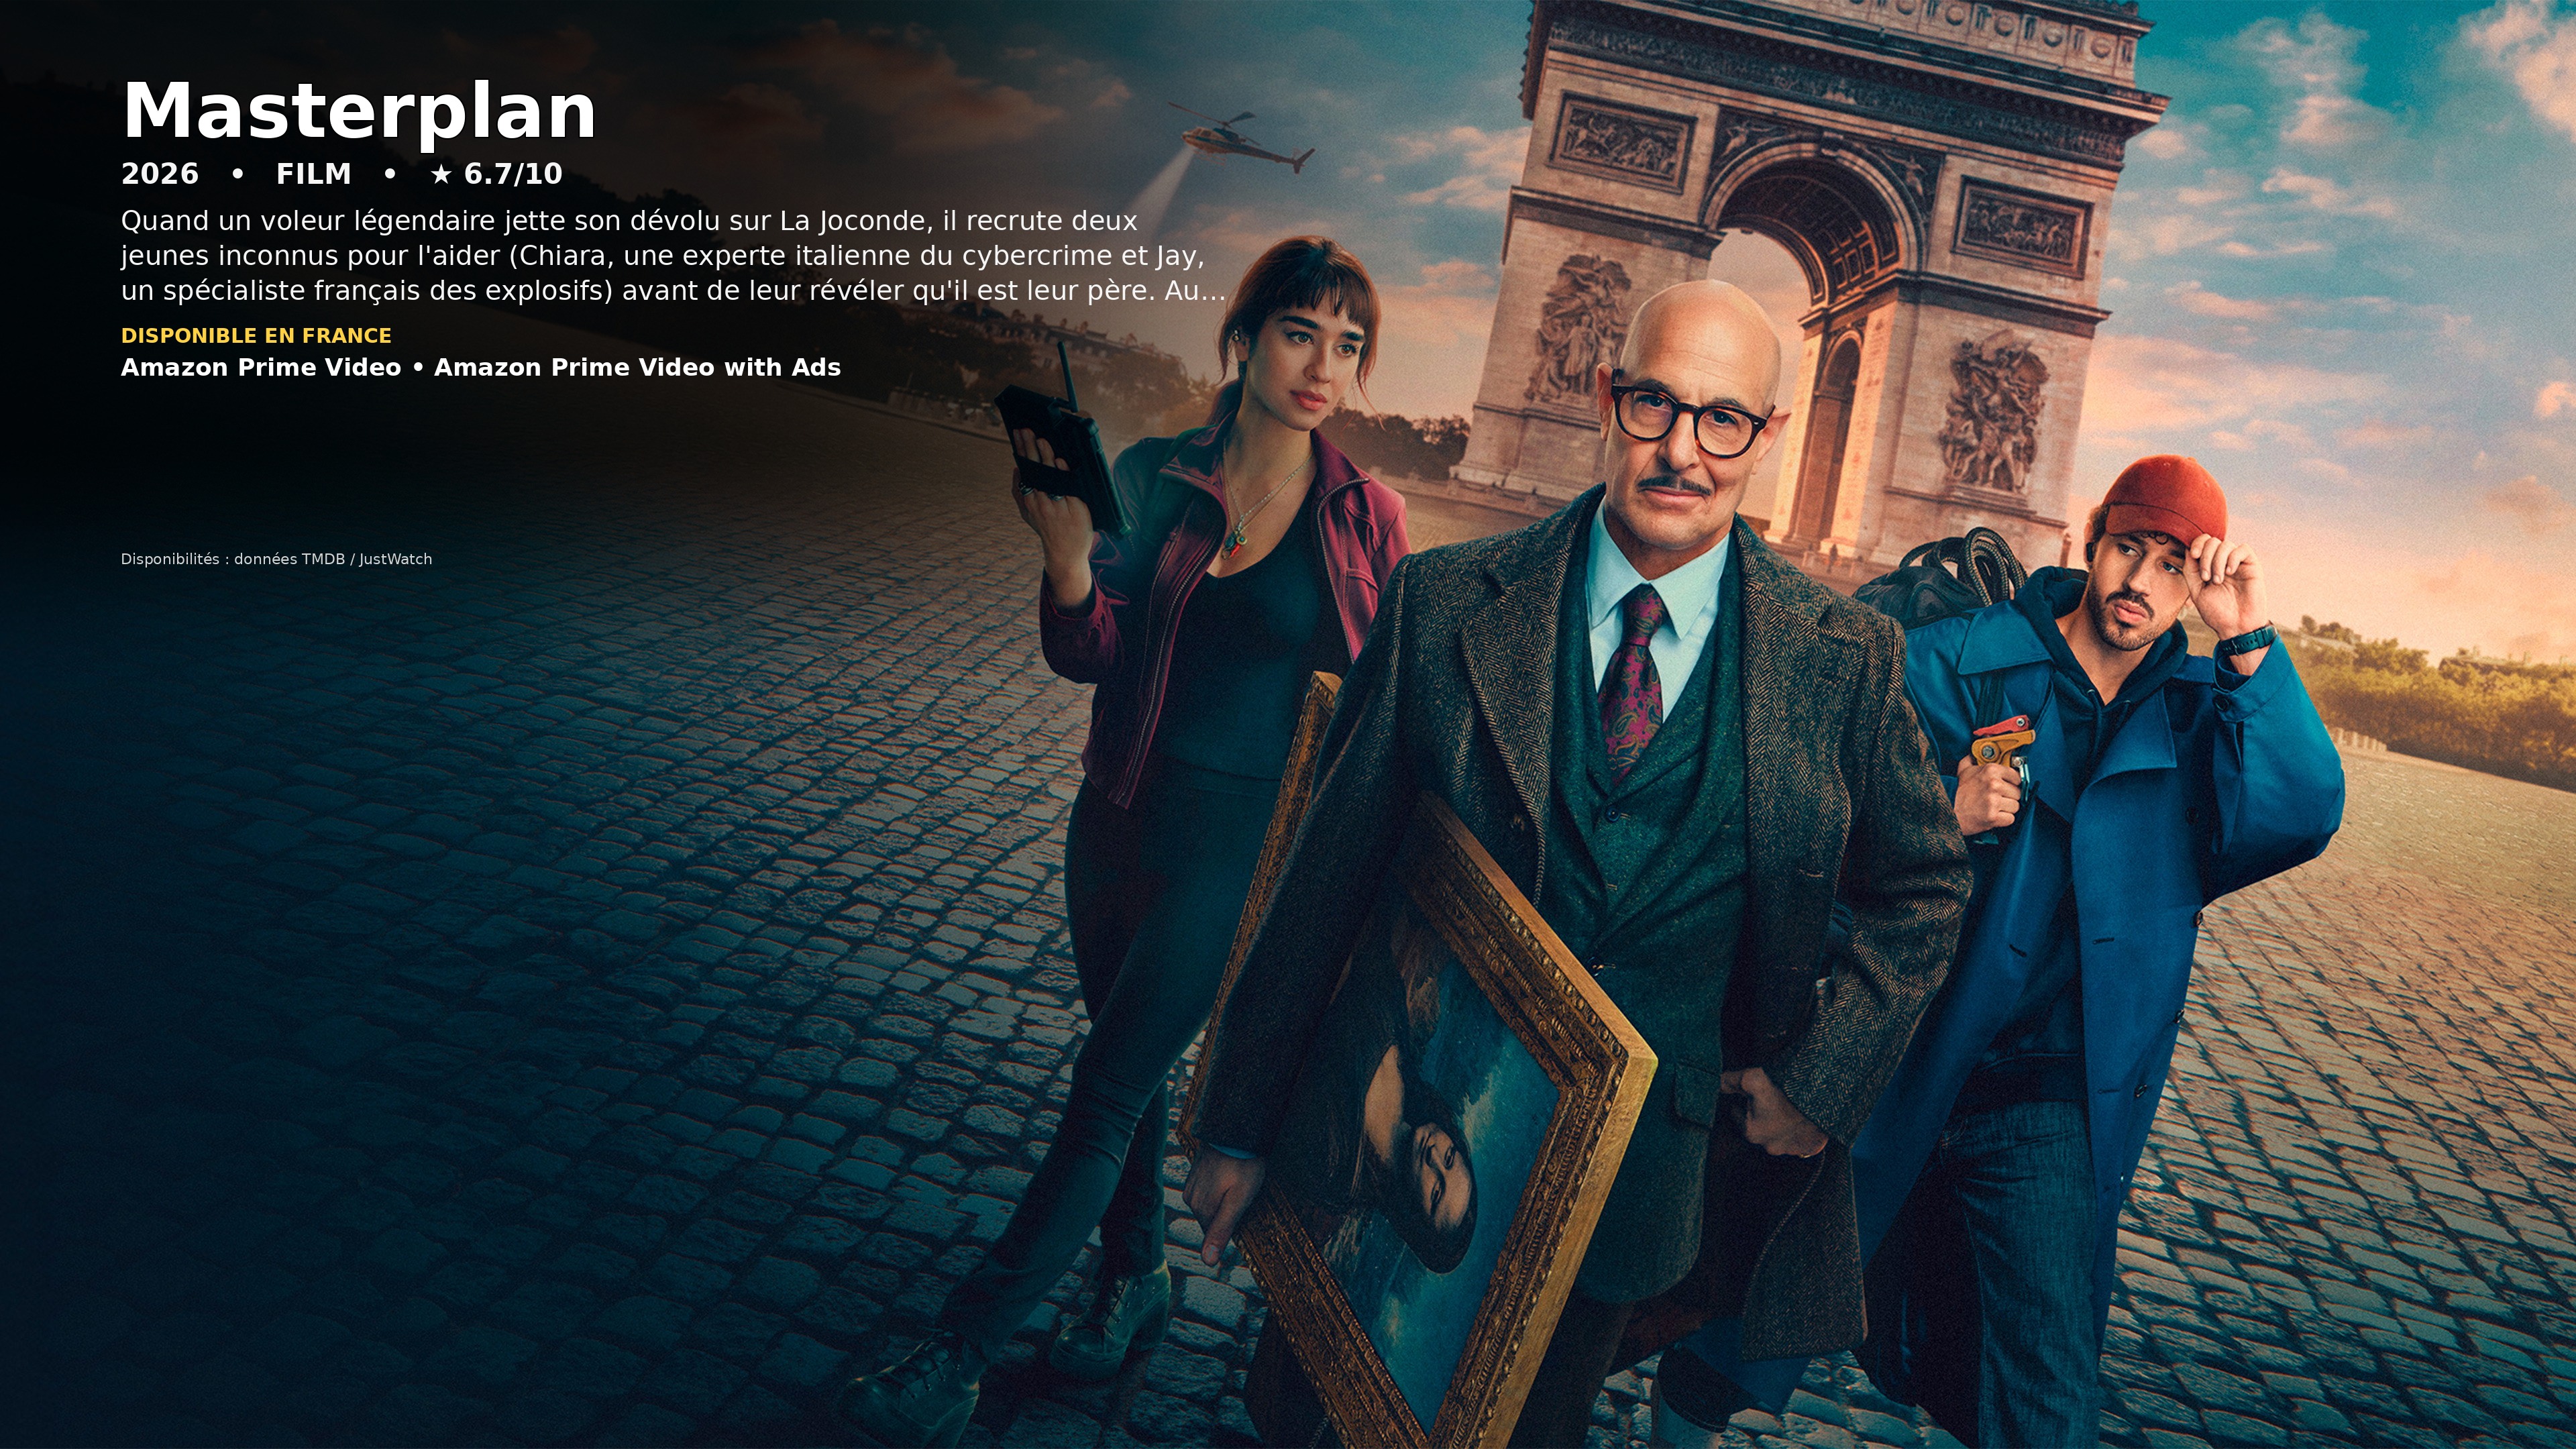 Masterplan
2026 • FILM • ★ 6.7/10
Quand un voleur légendaire jette son dévolu sur La Joconde, il recrute deux
jeunes inconnus pour l'aider (Chiara, une experte italienne du cybercrime et Jay,
un spécialiste français des explosifs) avant de leur révéler qu'il est leur père. Au...
DISPONIBLE EN FRANCE
Amazon Prime Video • Amazon Prime Video with Ads
Disponibilités : données TMDB / JustWatch